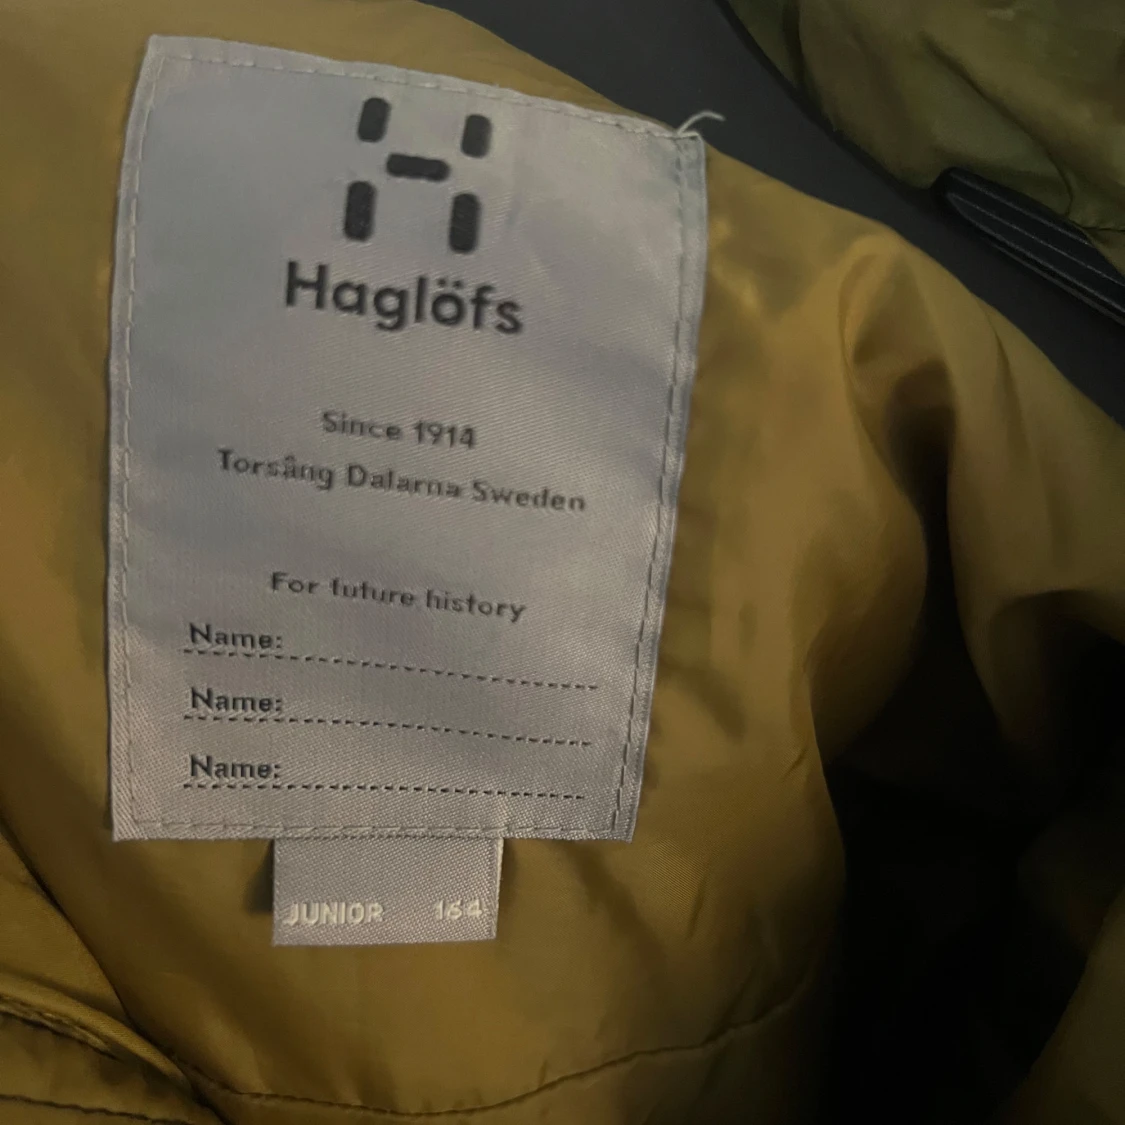 Haglöfs
Since 1914
Torsång Dalarna Sweden
For future history
Name:
Name:
Name:
JUNIOR 164